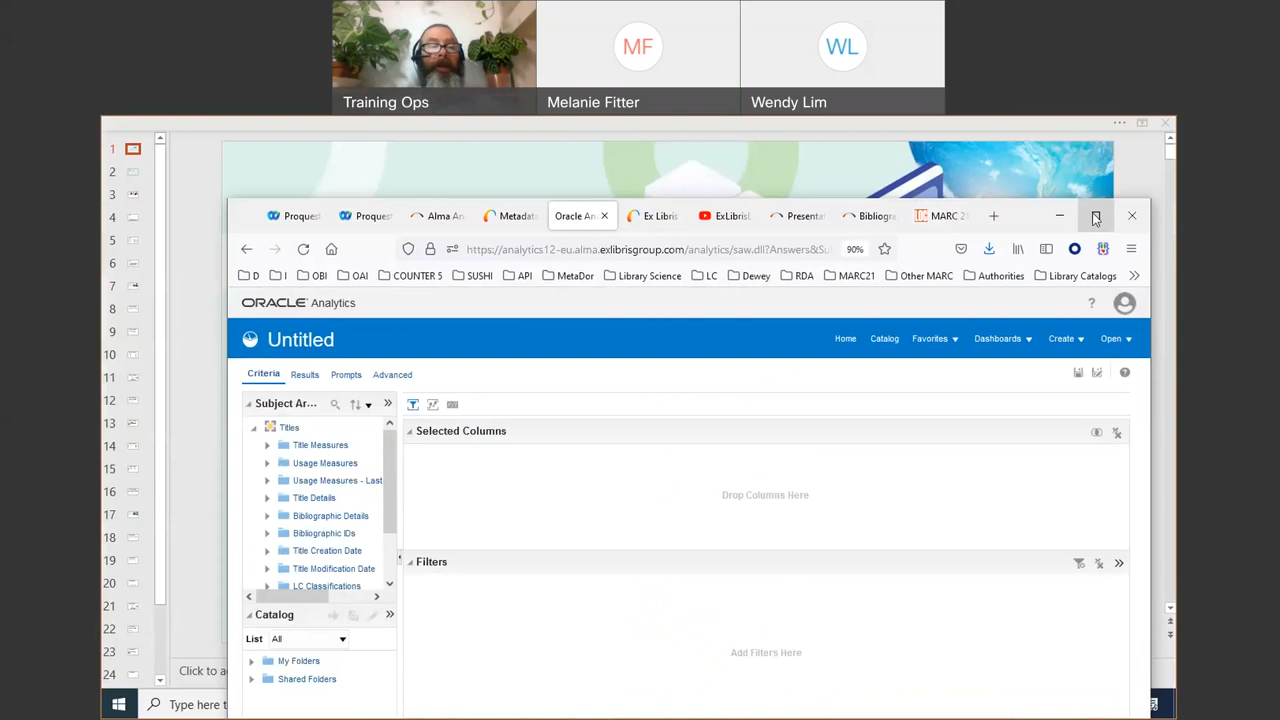 MF
WL
Training Ops
Melanie Fitter
Wendy Lim
1
2
3
4
5
6
7
8
9
10
11
12
13
14
15
16
17
18
19
20
21
22
23
24
Proquest
Proques
Alma An
Metada
Oracle An
Ex Libris
ExLibrisL
Presentat
Bibliogra
MARC 21
https://analytics12-eu.alma.exlibrisgroup.com/analytics/saw.dll?Answers&Su
90%
D
I
OBI
OAI
COUNTER 5
SUSHI
API
MetaDor
Library Science
LC
Dewey
RDA
MARC21
Other MARC
Authorities
Library Catalogs
ORACLE Analytics
Untitled
Home
Catalog
Favorites
Dashboards
Create
Open
Criteria
Results
Prompts
Advanced
Subject Ar...
Titles
Title Measures
Usage Measures
Usage Measures - Last
Title Details
Bibliographic Details
Bibliographic IDs
Title Creation Date
Title Modification Date
LC Classifications
Selected Columns
Drop Columns Here
Filters
Add Filters Here
Catalog
List All
My Folders
Shared Folders
Click to a
Type here t